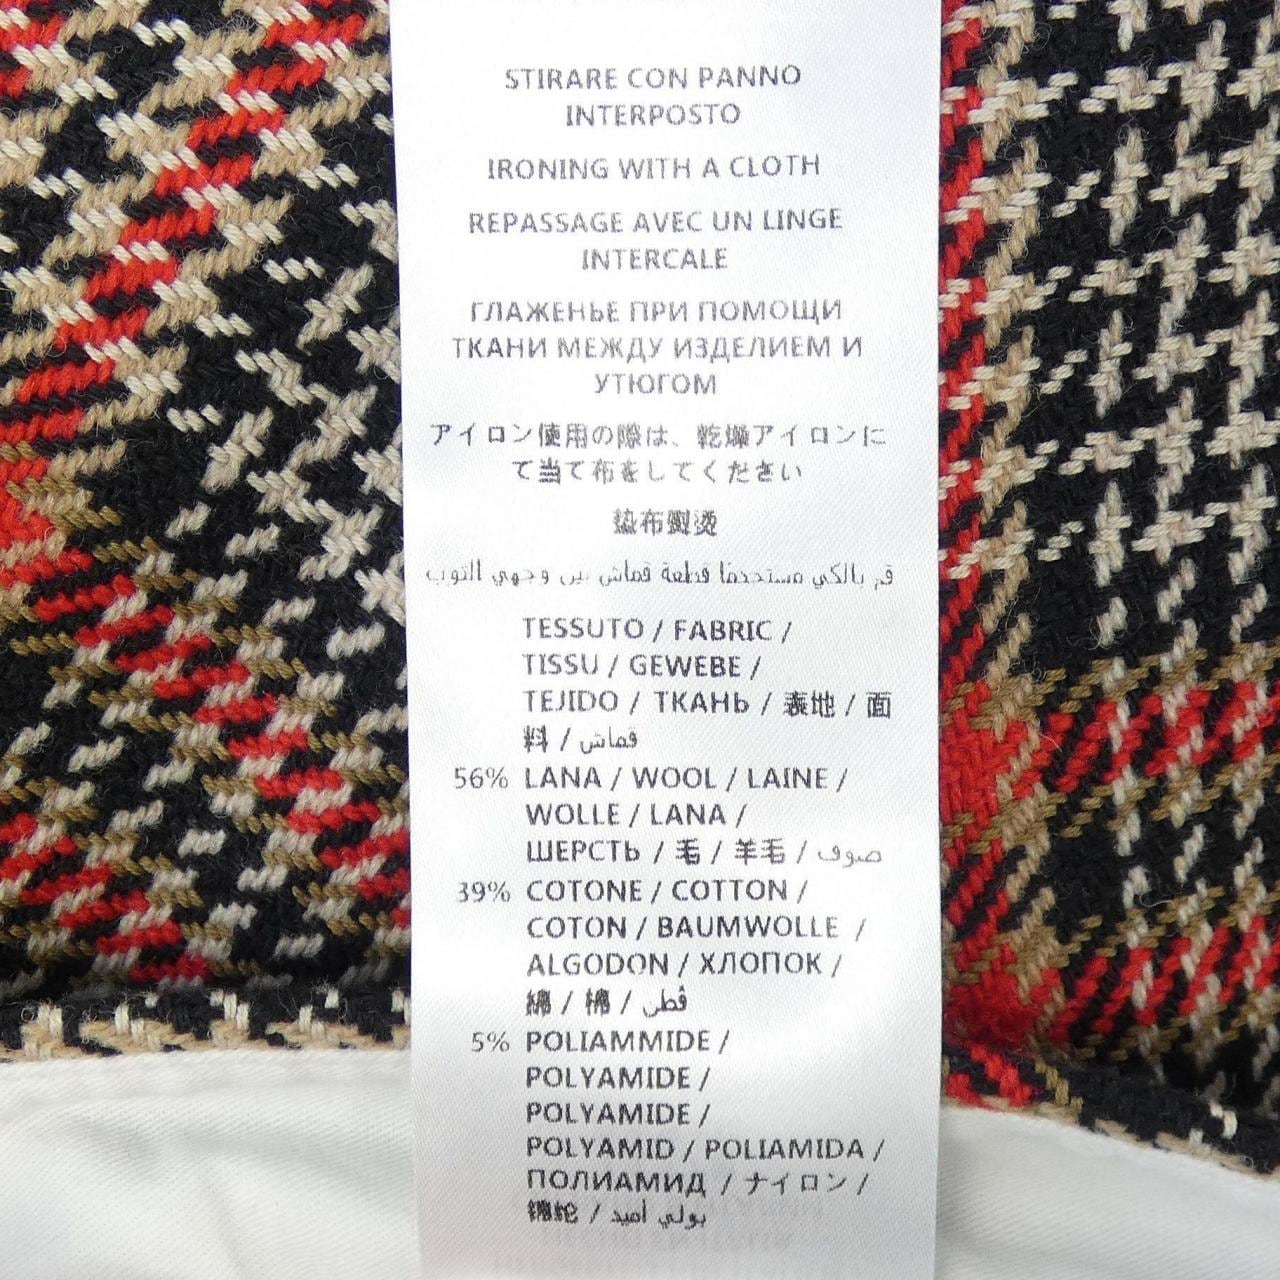 STIRARE CON PANNO
INTERPOSTO
IRONING WITH A CLOTH
REPASSAGE AVEC UN LINGE
INTERCALE
ГЛАЖЕНЬЕ ПРИ ПОМОЩИ
ТКАНИ МЕЖДУ ИЗДЕЛИЕМ И
УТЮГОМ
アイロン使用の際は、乾燥アイロンに
て当て布をしてください
垫布熨烫
قم بالكي مستخدمًا قطعة قماش بين وجهي الثوب
TESSUTO / FABRIC /
TISSU / GEWEBE /
TEJIDO / ТКАНЬ / 表地 / 面
料 / قماش
56% LANA / WOOL / LAINE /
WOLLE / LANA /
ШЕРСТЬ / 毛 / 羊毛 / صوف
39% COTONE / COTTON /
COTON / BAUMWOLLE /
ALGODON / ХЛОПОК /
綿 / 棉 / قطن
5% POLIAMMIDE /
POLYAMIDE /
POLYAMIDE /
POLYAMID / POLIAMIDA /
ПОЛИАМИД / ナイロン /
锦纶 / بولي أميد